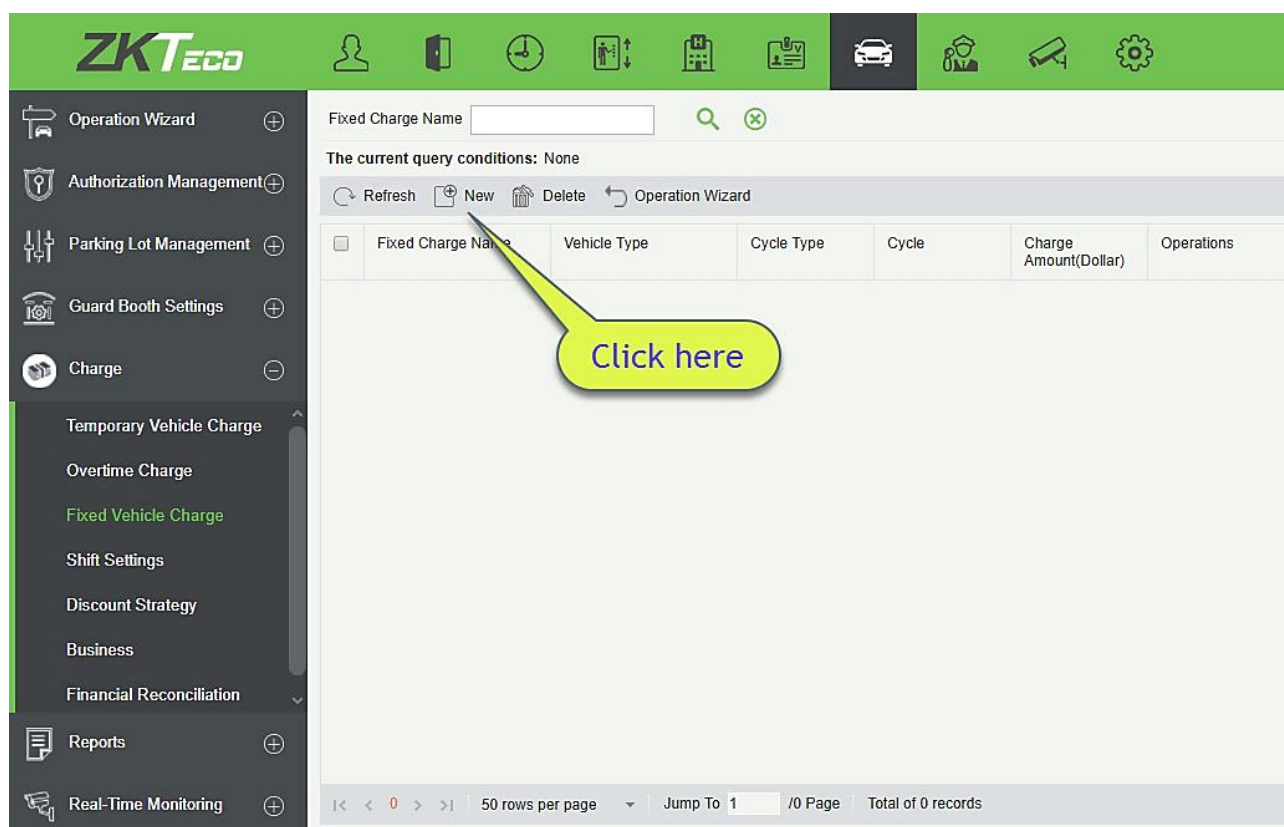 ZKTECO
Operation Wizard
Authorization Management
Parking Lot Management
Guard Booth Settings
Charge
Temporary Vehicle Charge
Overtime Charge
Fixed Vehicle Charge
Shift Settings
Discount Strategy
Business
Financial Reconciliation
Reports
Real-Time Monitoring
Fixed Charge Name
The current query conditions: None
Refresh New Delete Operation Wizard
Fixed Charge Name Vehicle Type Cycle Type Cycle Charge Amount(Dollar) Operations
Click here
|< < 0 > >| 50 rows per page Jump To 1 /0 Page Total of 0 records